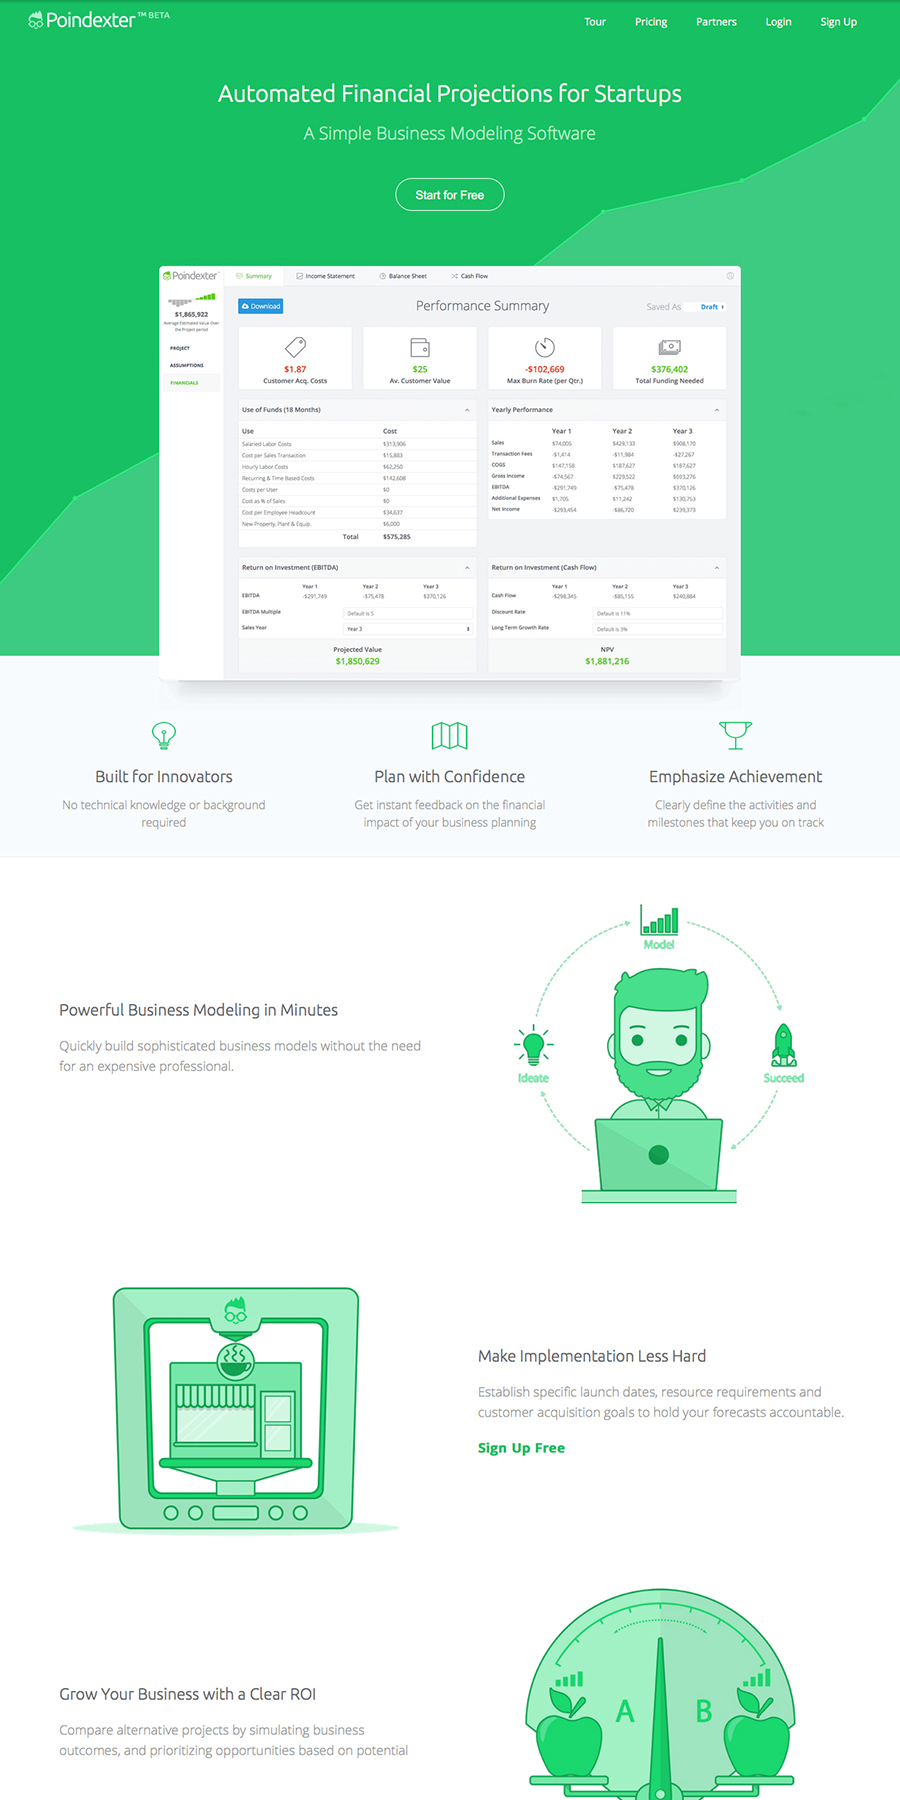 Poindexter™ BETA
Tour Pricing Partners Login Sign Up
Automated Financial Projections for Startups
A Simple Business Modeling Software
Start for Free
Poindexter
Summary Income Statement Balance Sheet Cash Flow
Download Performance Summary Saved As Draft
$1,865,922
Average Estimated Value Over
the Project period
PROJECT
ASSUMPTIONS
FINANCIALS
$1.87 $25 -$102,669 $376,402
Customer Acq. Costs Av. Customer Value Max Burn Rate (per Qtr.) Total Funding Needed
Use of Funds (18 Months)
Use Cost
Salaried Labor Costs $313,906
Cost per Sales Transaction $15,883
Hourly Labor Costs $62,250
Recurring & Time Based Costs $142,608
Costs per User $0
Cost as % of Sales $0
Cost per Employee Headcount $34,637
New Property, Plant & Equip. $6,000
Total $575,285
Yearly Performance
Year 1 Year 2 Year 3
Sales $74,005 $429,133 $908,170
Transaction Fees -$1,414 -$11,984 -$27,267
COGS $147,158 $187,627 $187,627
Gross Income -$74,567 $229,522 $693,276
EBITDA -$291,749 -$75,478 $370,126
Additional Expenses $1,705 $11,242 $130,753
Net Income -$293,454 -$86,720 $239,373
Return on Investment (EBITDA)
Year 1 Year 2 Year 3
EBITDA -$291,749 -$75,478 $370,126
EBITDA Multiple Default is 5
Sales Year Year 3
Projected Value
$1,850,629
Return on Investment (Cash Flow)
Year 1 Year 2 Year 3
Cash Flow -$298,345 -$85,155 $240,884
Discount Rate Default is 11%
Long Term Growth Rate Default is 3%
NPV
$1,881,216
Built for Innovators
No technical knowledge or background
required
Plan with Confidence
Get instant feedback on the financial
impact of your business planning
Emphasize Achievement
Clearly define the activities and
milestones that keep you on track
Powerful Business Modeling in Minutes
Quickly build sophisticated business models without the need
for an expensive professional.
Model
Ideate
Succeed
Make Implementation Less Hard
Establish specific launch dates, resource requirements and
customer acquisition goals to hold your forecasts accountable.
Sign Up Free
Grow Your Business with a Clear ROI
Compare alternative projects by simulating business
outcomes, and prioritizing opportunities based on potential
A B